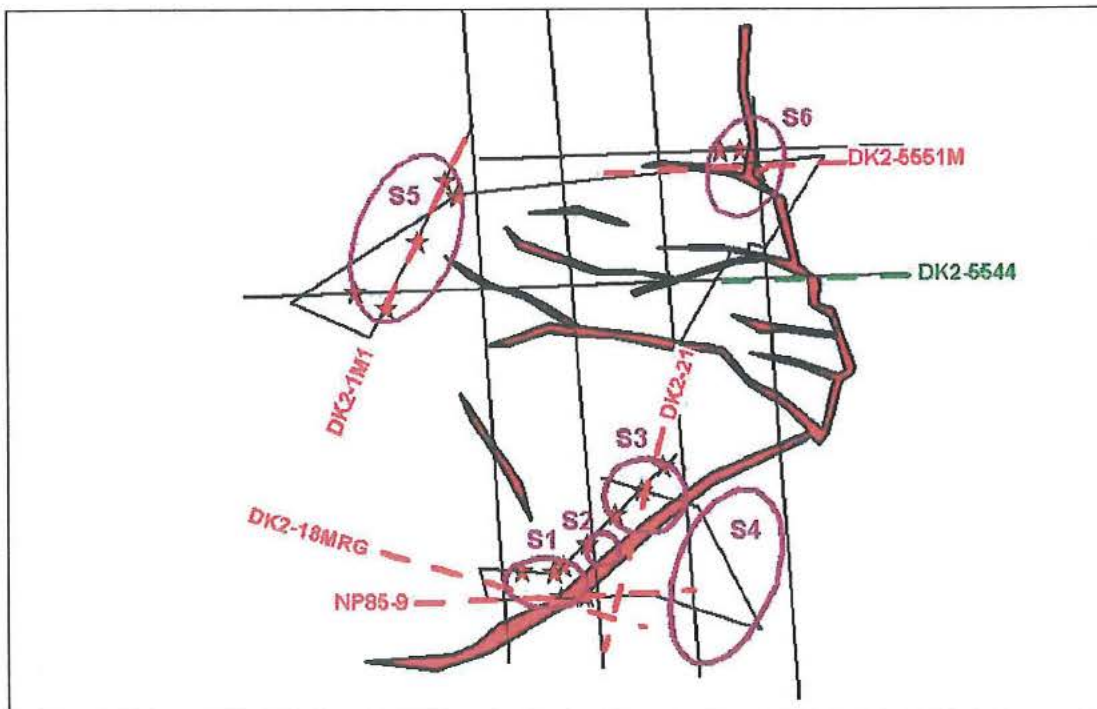 S6
DK2-5551M
S5
DK2-5544
DK2-1M1
DK2-21
S3
S2
DK2-18MRG
S1
S4
NP85-9